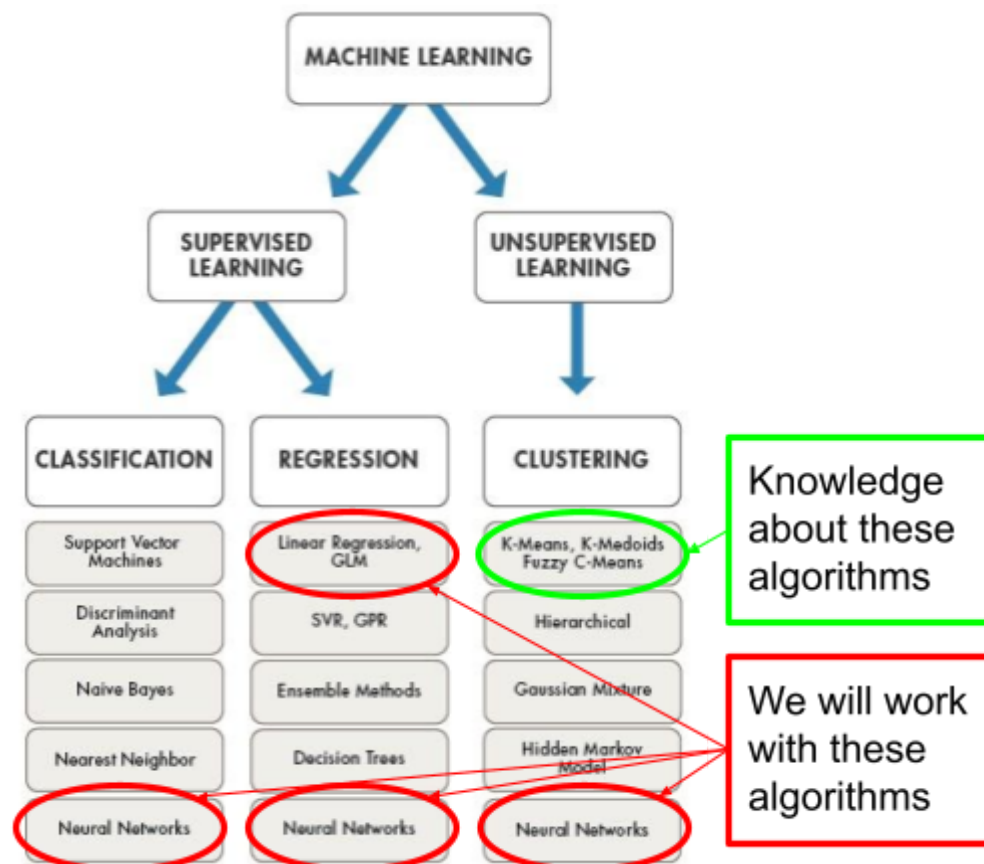 MACHINE LEARNING
SUPERVISED
LEARNING
UNSUPERVISED
LEARNING
CLASSIFICATION
REGRESSION
CLUSTERING
Support Vector
Machines
Discriminant
Analysis
Naive Bayes
Nearest Neighbor
Neural Networks
Linear Regression,
GLM
SVR, GPR
Ensemble Methods
Decision Trees
Neural Networks
K-Means, K-Medoids
Fuzzy C-Means
Hierarchical
Gaussian Mixture
Hidden Markov
Model
Neural Networks
Knowledge
about these
algorithms
We will work
with these
algorithms